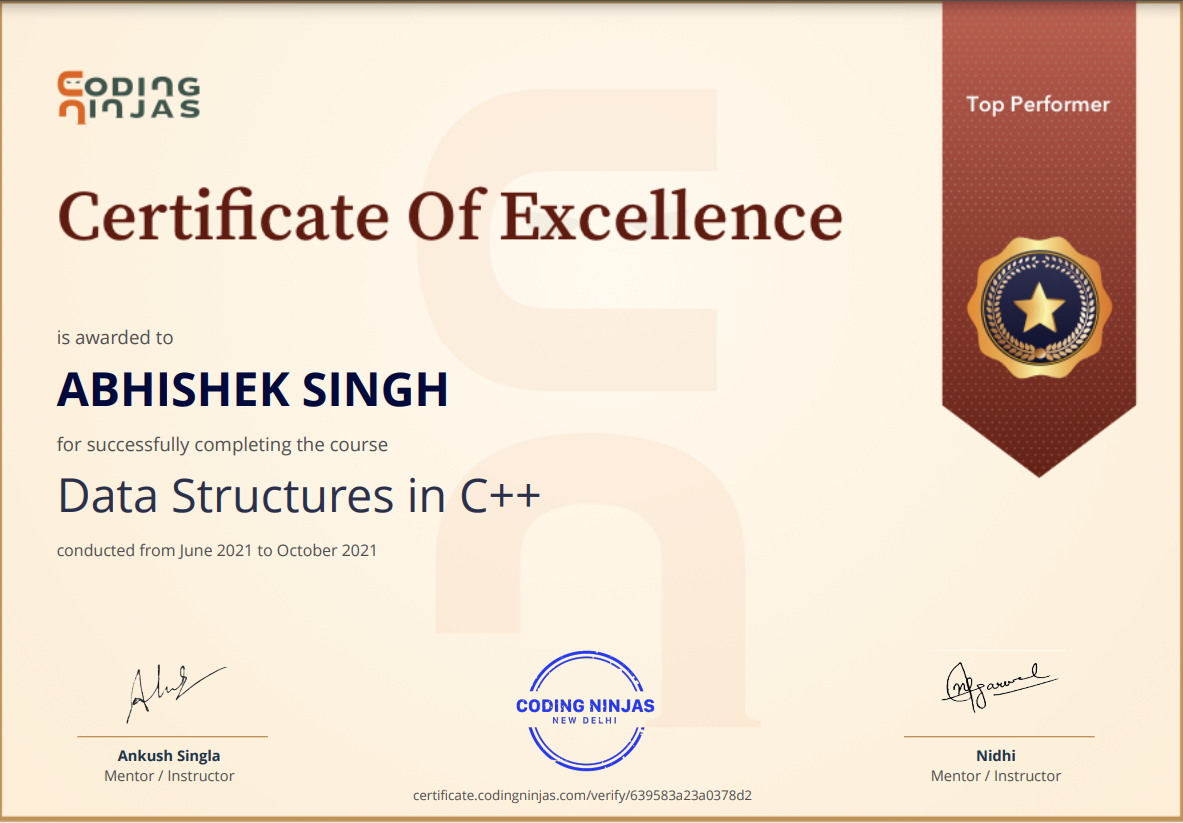 CODING
NINJAS
Top Performer
Certificate Of Excellence
is awarded to
ABHISHEK SINGH
for successfully completing the course
Data Structures in C++
conducted from June 2021 to October 2021
Agarwal
CODING NINJAS
NEW DELHI
Ankush Singla
Mentor / Instructor
Nidhi
Mentor / Instructor
certificate.codingninjas.com/verify/639583a23a0378d2